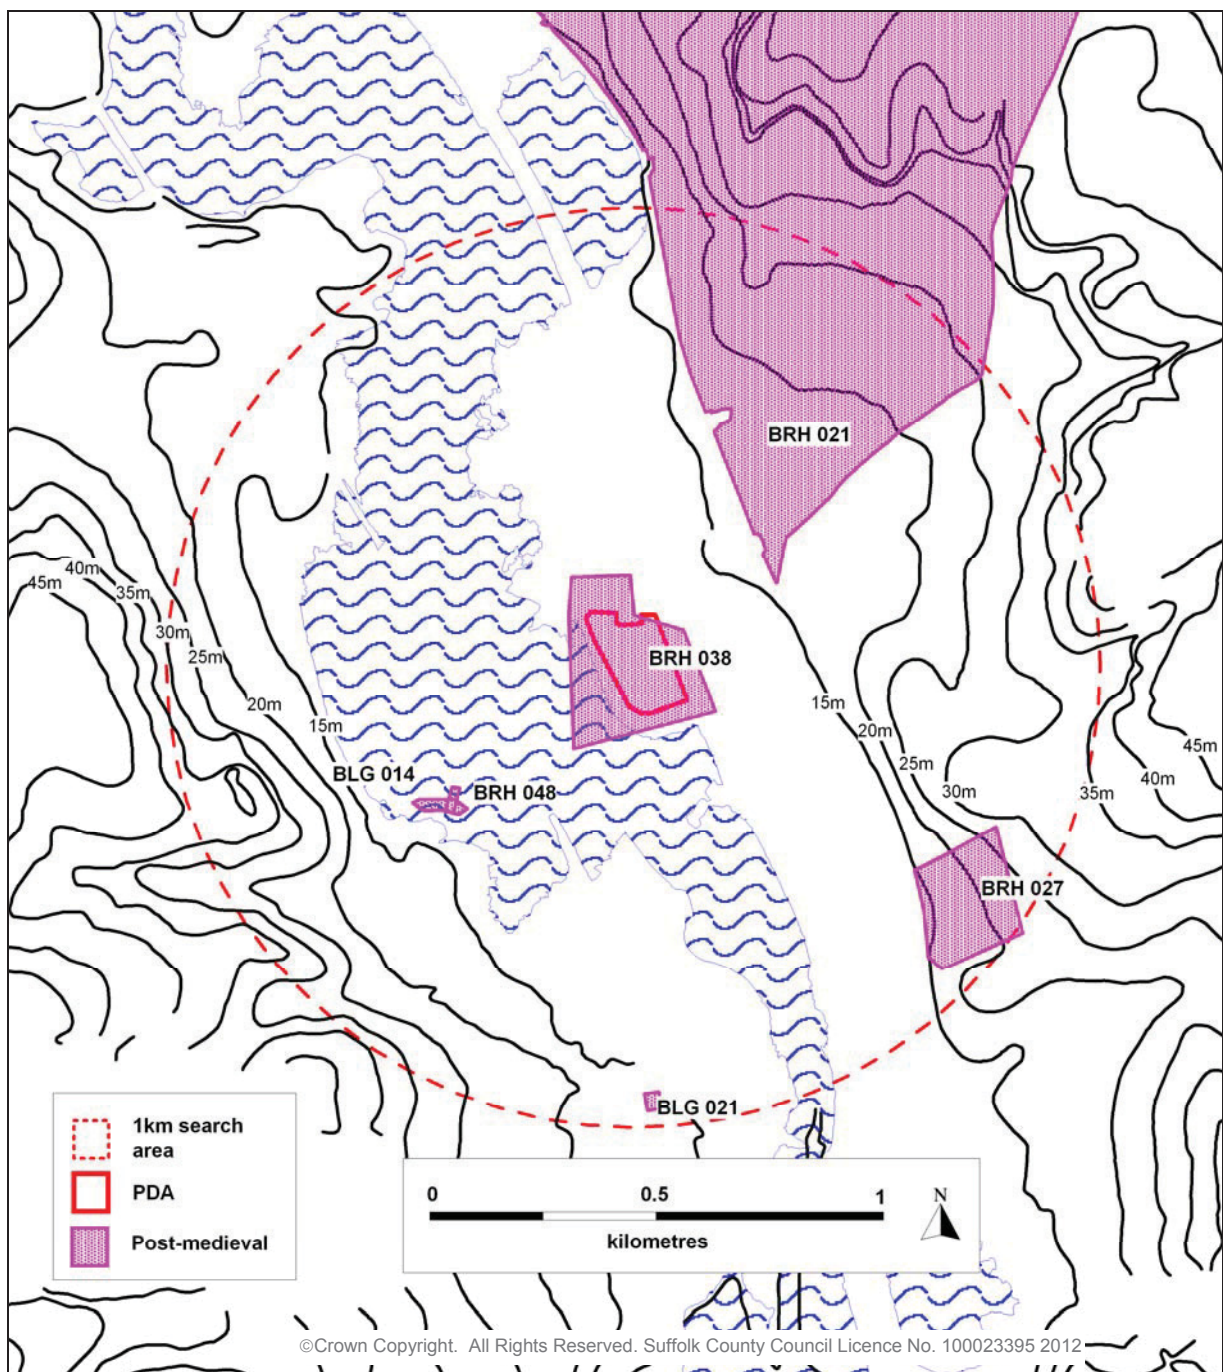 BRH 021
40m
45m
35m
30m
25m
BRH 038
20m
15m
15m
20m
25m
30m
35m
40m
45m
BLG 014
BRH 048
BRH 027
BLG 021
1km search
area
PDA
Post-medieval
0 0.5 1
kilometres
N
©Crown Copyright. All Rights Reserved. Suffolk County Council Licence No. 100023395 2012